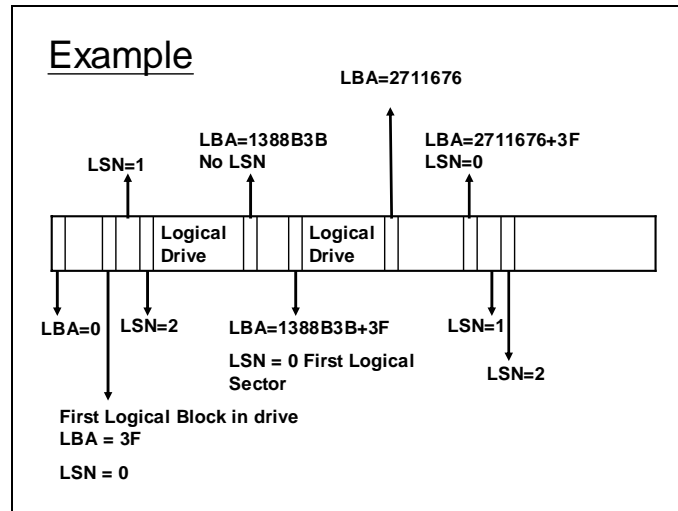 Example
LBA=2711676
LBA=1388B3B
No LSN
LBA=2711676+3F
LSN=0
LSN=1
Logical
Drive
Logical
Drive
LBA=0
LSN=2
LBA=1388B3B+3F
LSN=1
LSN = 0 First Logical
Sector
LSN=2
First Logical Block in drive
LBA = 3F
LSN = 0